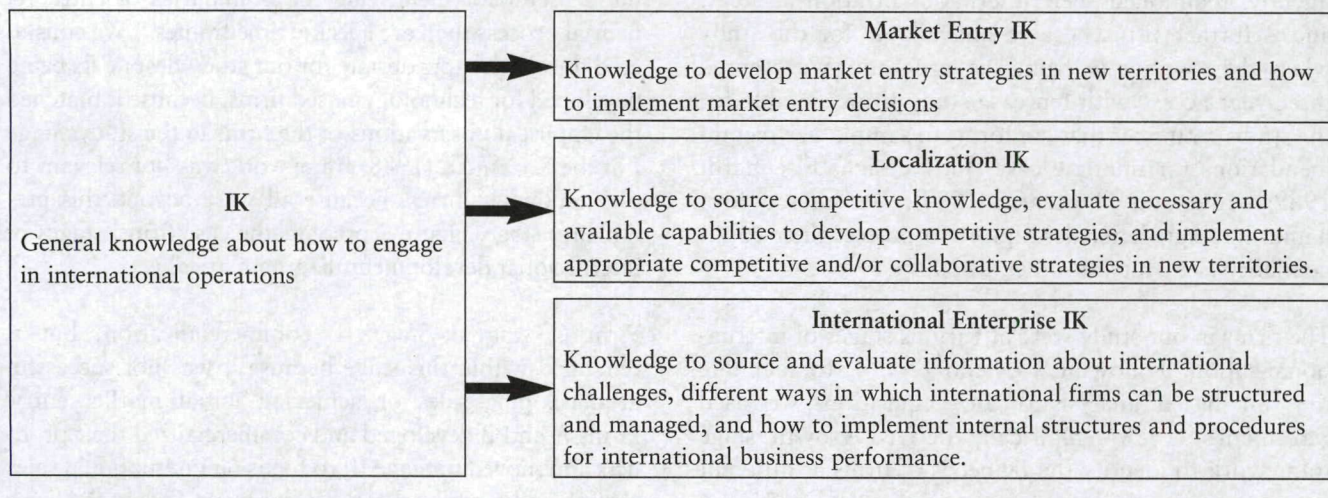 IK
General knowledge about how to engage
in international operations
Market Entry IK
Knowledge to develop market entry strategies in new territories and how
to implement market entry decisions
Localization IK
Knowledge to source competitive knowledge, evaluate necessary and
available capabilities to develop competitive strategies, and implement
appropriate competitive and/or collaborative strategies in new territories.
International Enterprise IK
Knowledge to source and evaluate information about international
challenges, different ways in which international firms can be structured
and managed, and how to implement internal structures and procedures
for international business performance.